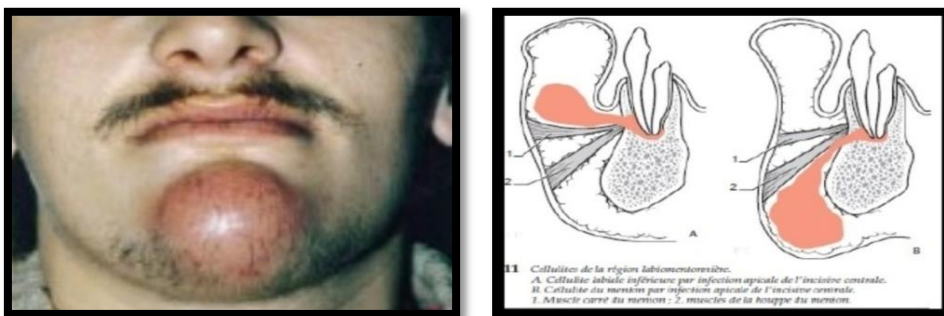 1
2
A
1
2
B
11 Cellulites de la région labiomentonnière.
A. Cellulite labiale inférieure par infection apicale de l'incisive centrale.
B. Cellulite du menton par infection apicale de l'incisive centrale.
1. Muscle carré du menton ; 2. muscles de la houppe du menton.